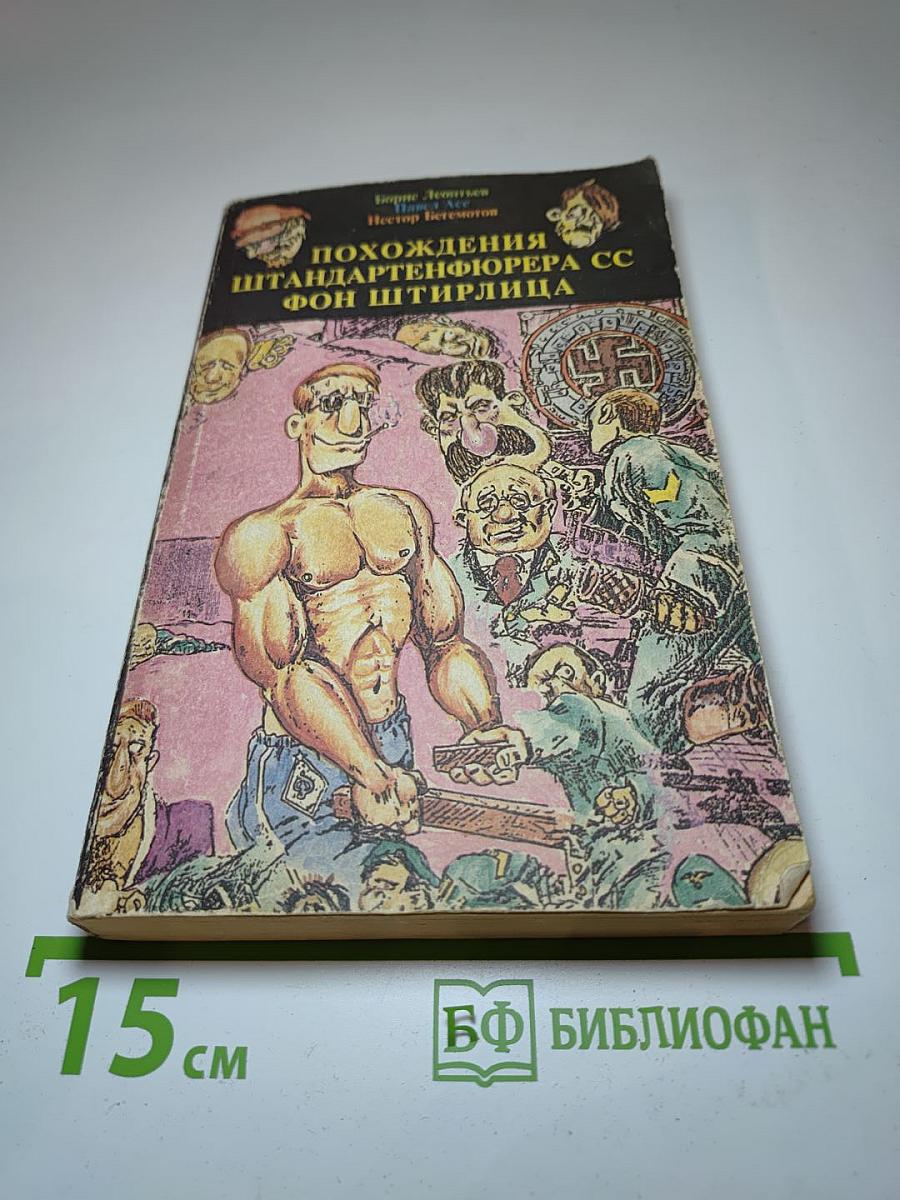 Борис Леонтьев
Павел Асс
Нестор Бегемотов
ПОХОЖДЕНИЯ
ШТАНДАРТЕНФЮРЕРА СС
ФОН ШТИРЛИЦА
15 см
БФ БИБЛИОФАН